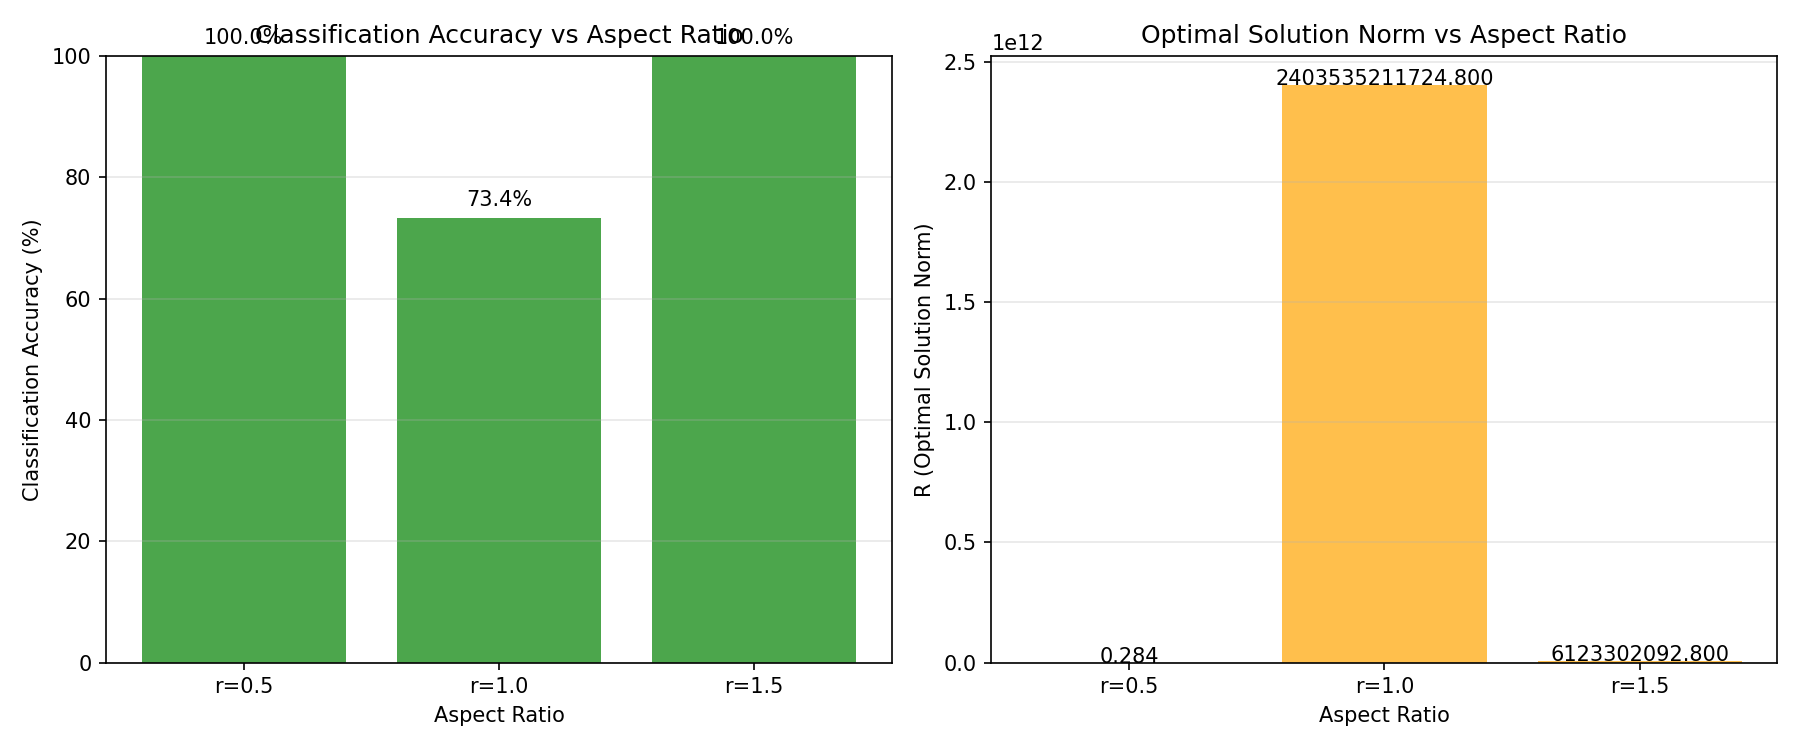 Classification Accuracy vs Aspect Ratio
100.0%
100.0%
73.4%
100
80
60
40
20
0
Classification Accuracy (%)
r=0.5
r=1.0
r=1.5
Aspect Ratio
Optimal Solution Norm vs Aspect Ratio
1e12
2403535211724.800
0.284
6123302092.800
2.5
2.0
1.5
1.0
0.5
0.0
R (Optimal Solution Norm)
r=0.5
r=1.0
r=1.5
Aspect Ratio